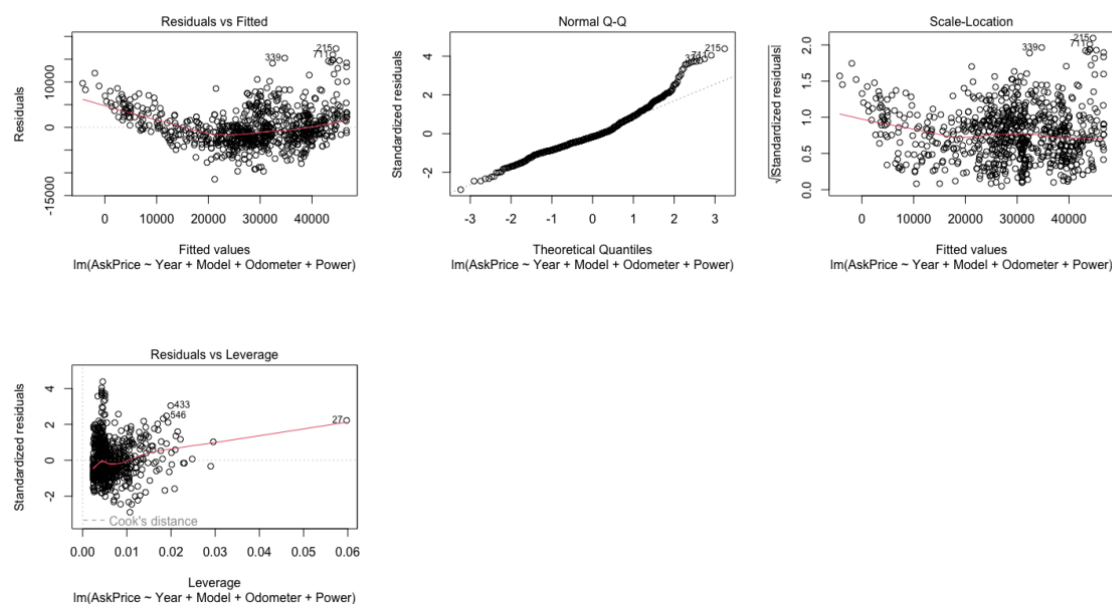 Residuals vs Fitted
Residuals
-15000
0
10000
339
215
711
0
10000
20000
30000
40000
Fitted values
lm(AskPrice ~ Year + Model + Odometer + Power)
Normal Q-Q
Standardized residuals
-2
0
2
4
215
-3
-2
-1
0
1
2
3
Theoretical Quantiles
lm(AskPrice ~ Year + Model + Odometer + Power)
Scale-Location
√|Standardized residuals|
0.0
0.5
1.0
1.5
2.0
339
215
711
0
10000
20000
30000
40000
Fitted values
lm(AskPrice ~ Year + Model + Odometer + Power)
Residuals vs Leverage
Standardized residuals
-2
0
2
4
433
546
27
Cook's distance
0.00
0.01
0.02
0.03
0.04
0.05
0.06
Leverage
lm(AskPrice ~ Year + Model + Odometer + Power)